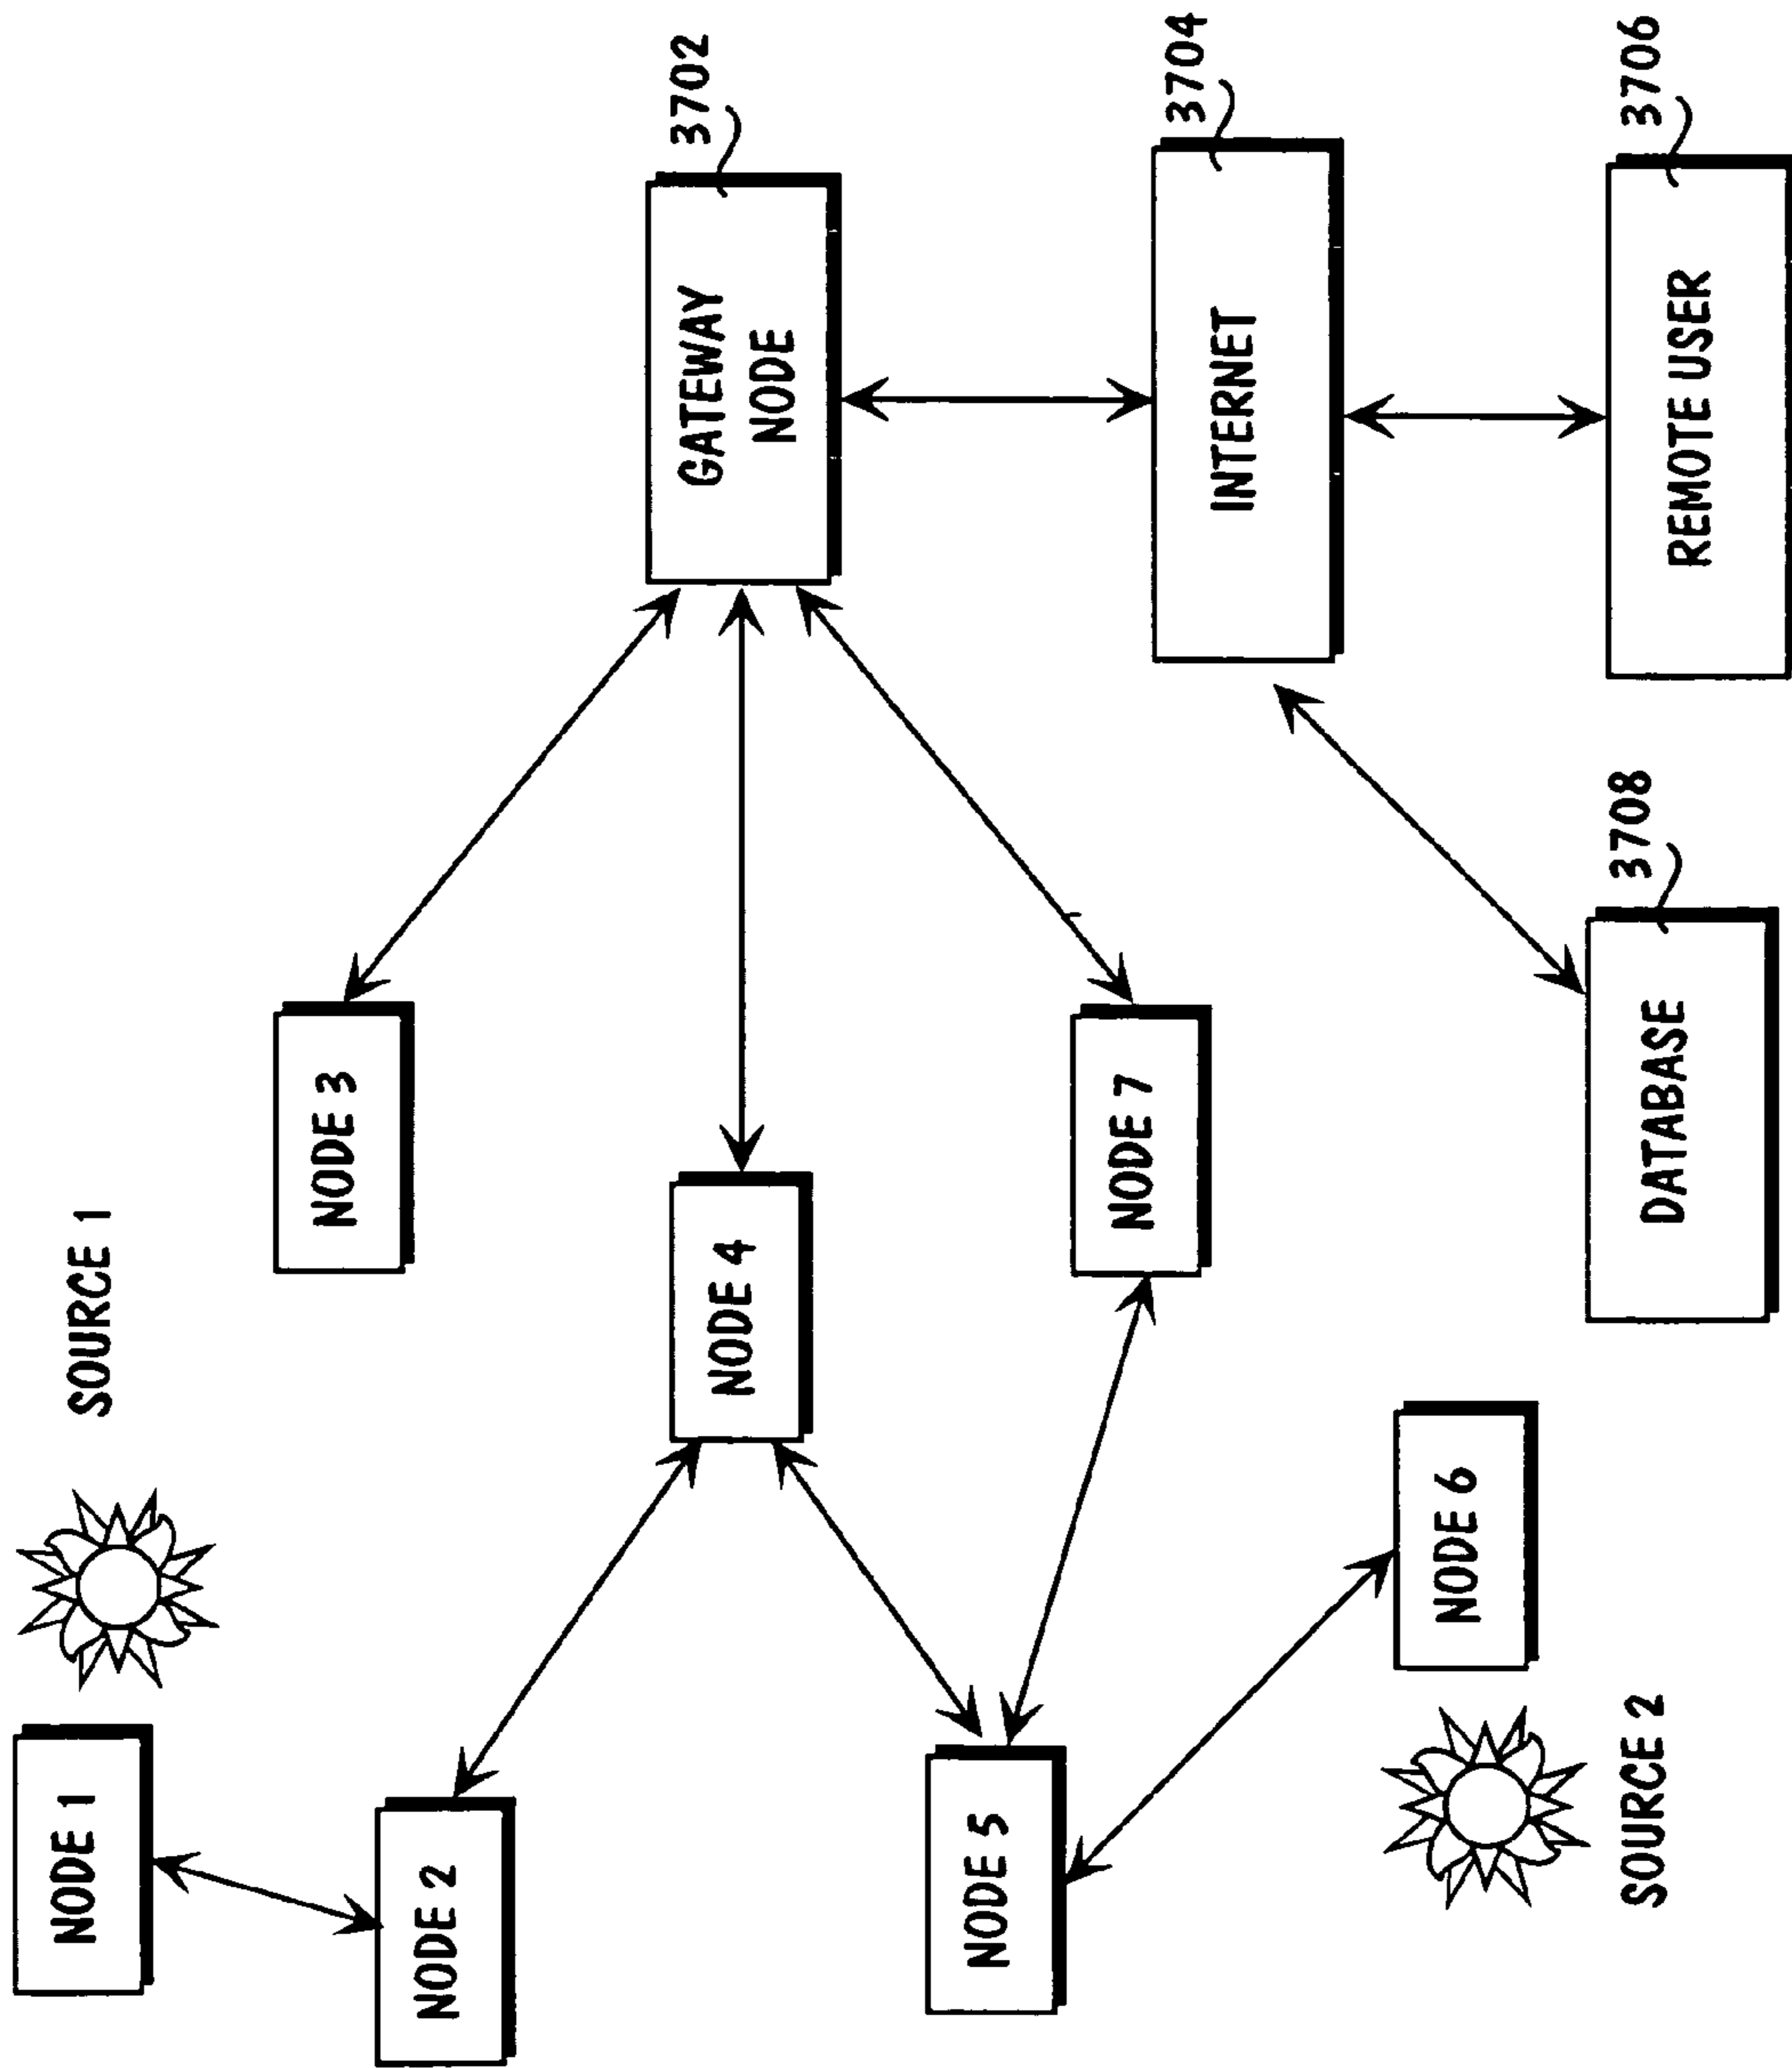 NODE 1
SOURCE 1
NODE 2
NODE 3
NODE 4
GATEWAY
NODE
3702
NODE 5
NODE 7
INTERNET
3704
NODE 6
SOURCE 2
DATABASE
3708
REMOTE USER
3706